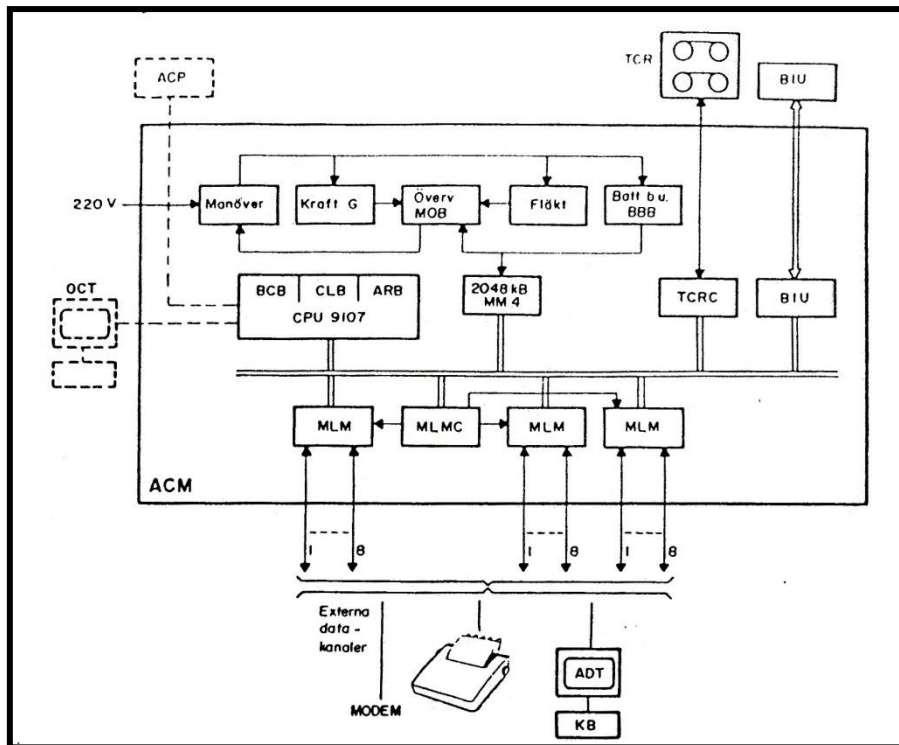 ACP
TCR
BIU
220 V
Manöver
Kraft G
Överv
MOB
Fläkt
Batt b.u.
BBB
OCT
BCB
CLB
ARB
CPU 9107
2048 kB
MM 4
TCRC
BIU
MLM
MLMC
MLM
MLM
ACM
1
8
1
8
1
8
Externa
data-
kanaler
MODEM
ADT
KB